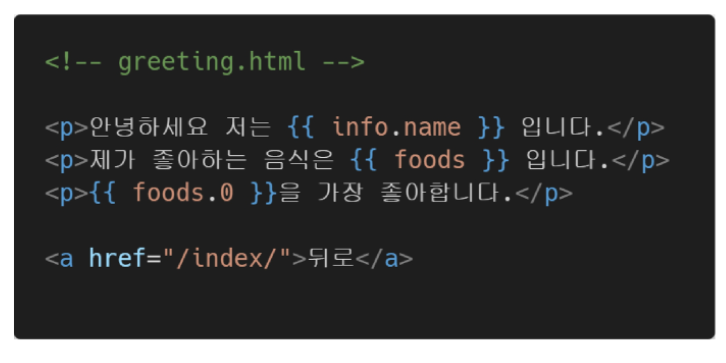 <!-- greeting.html -->
<p>안녕하세요 저는 {{ info.name }} 입니다.</p>
<p>제가 좋아하는 음식은 {{ foods }} 입니다.</p>
<p>{{ foods.0 }}을 가장 좋아합니다.</p>
<a href="/index/">뒤로</a>